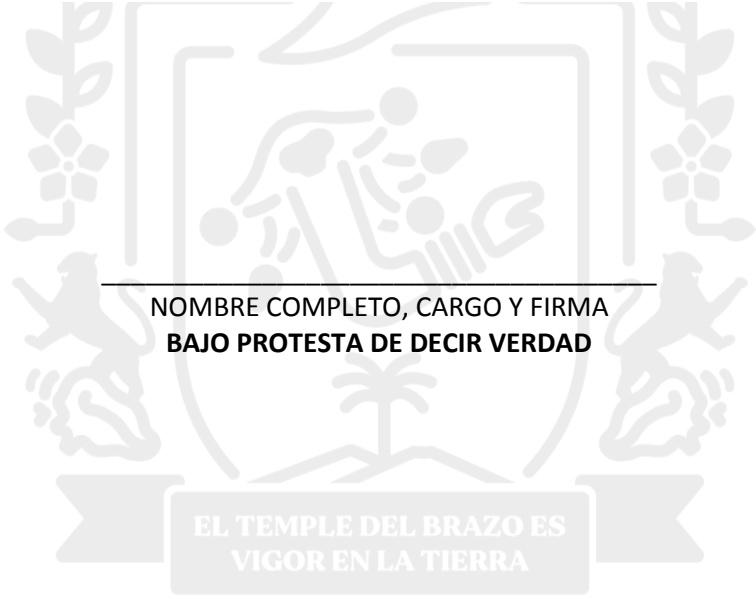 NOMBRE COMPLETO, CARGO Y FIRMA
BAJO PROTESTA DE DECIR VERDAD
EL TEMPLE DEL BRAZO ES
VIGOR EN LA TIERRA